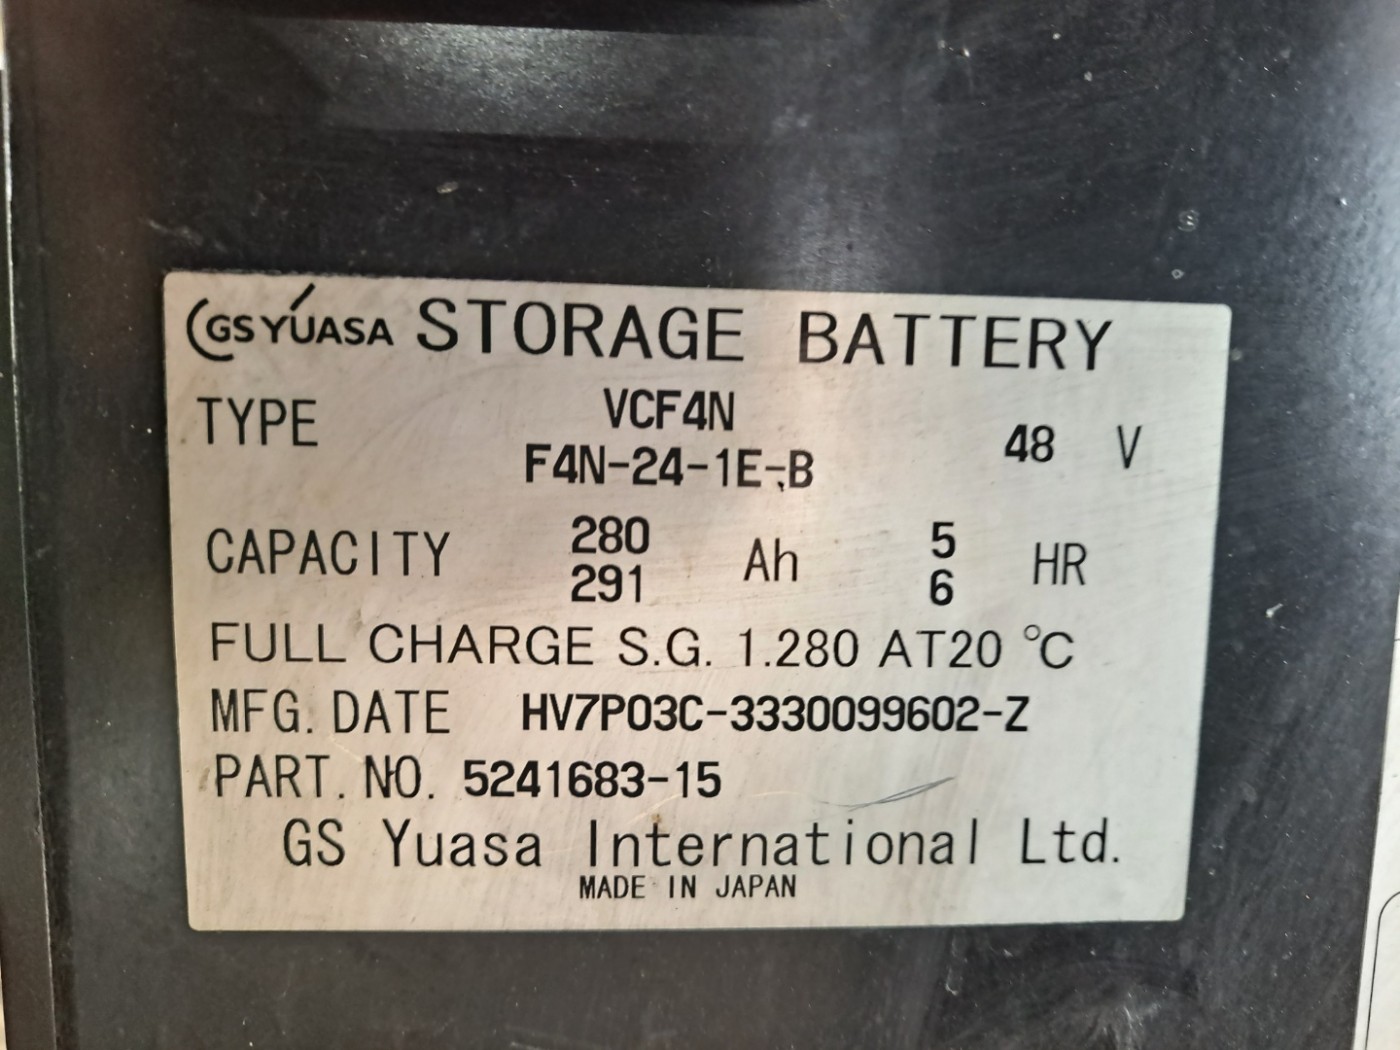 GS YUASA STORAGE BATTERY
TYPE VCF4N 48 V
F4N-24-1E-B
CAPACITY 280 Ah 5 HR
291 6
FULL CHARGE S.G. 1.280 AT20 ℃
MFG. DATE HV7P03C-3330099602-Z
PART. NO. 5241683-15
GS Yuasa International Ltd.
MADE IN JAPAN